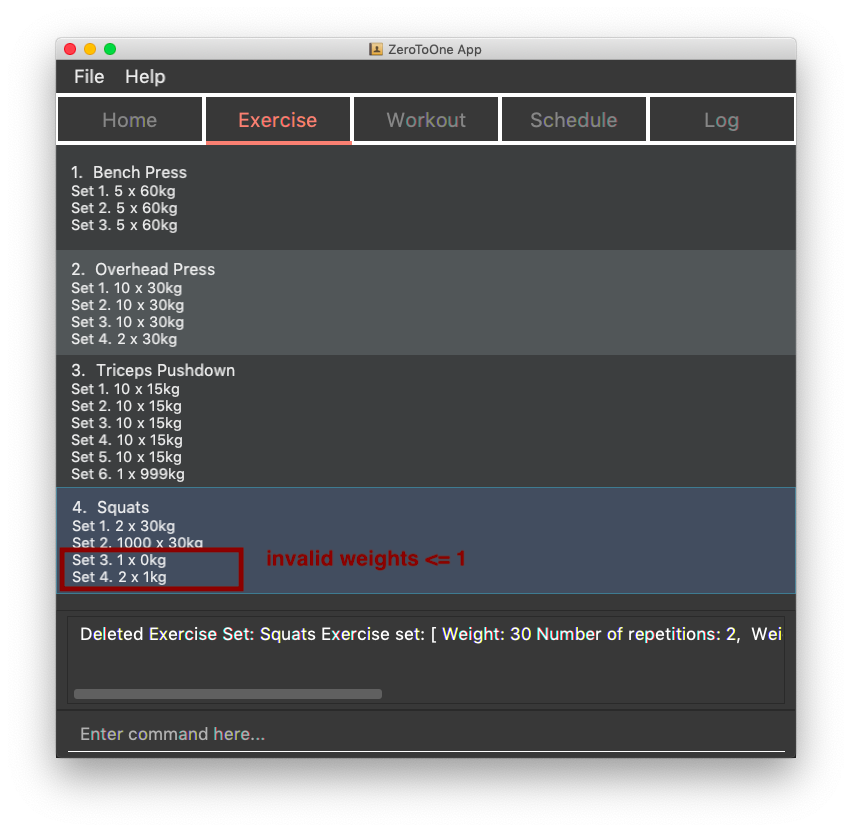 ZeroToOne App
File Help
Home Exercise Workout Schedule Log
1. Bench Press
Set 1. 5 x 60kg
Set 2. 5 x 60kg
Set 3. 5 x 60kg
2. Overhead Press
Set 1. 10 x 30kg
Set 2. 10 x 30kg
Set 3. 10 x 30kg
Set 4. 2 x 30kg
3. Triceps Pushdown
Set 1. 10 x 15kg
Set 2. 10 x 15kg
Set 3. 10 x 15kg
Set 4. 10 x 15kg
Set 5. 10 x 15kg
Set 6. 1 x 999kg
4. Squats
Set 1. 2 x 30kg
Set 2. 1000 x 30kg
Set 3. 1 x 0kg
invalid weights <= 1
Set 4. 2 x 1kg
Deleted Exercise Set: Squats Exercise set: [ Weight: 30 Number of repetitions: 2, Wei
Enter command here...